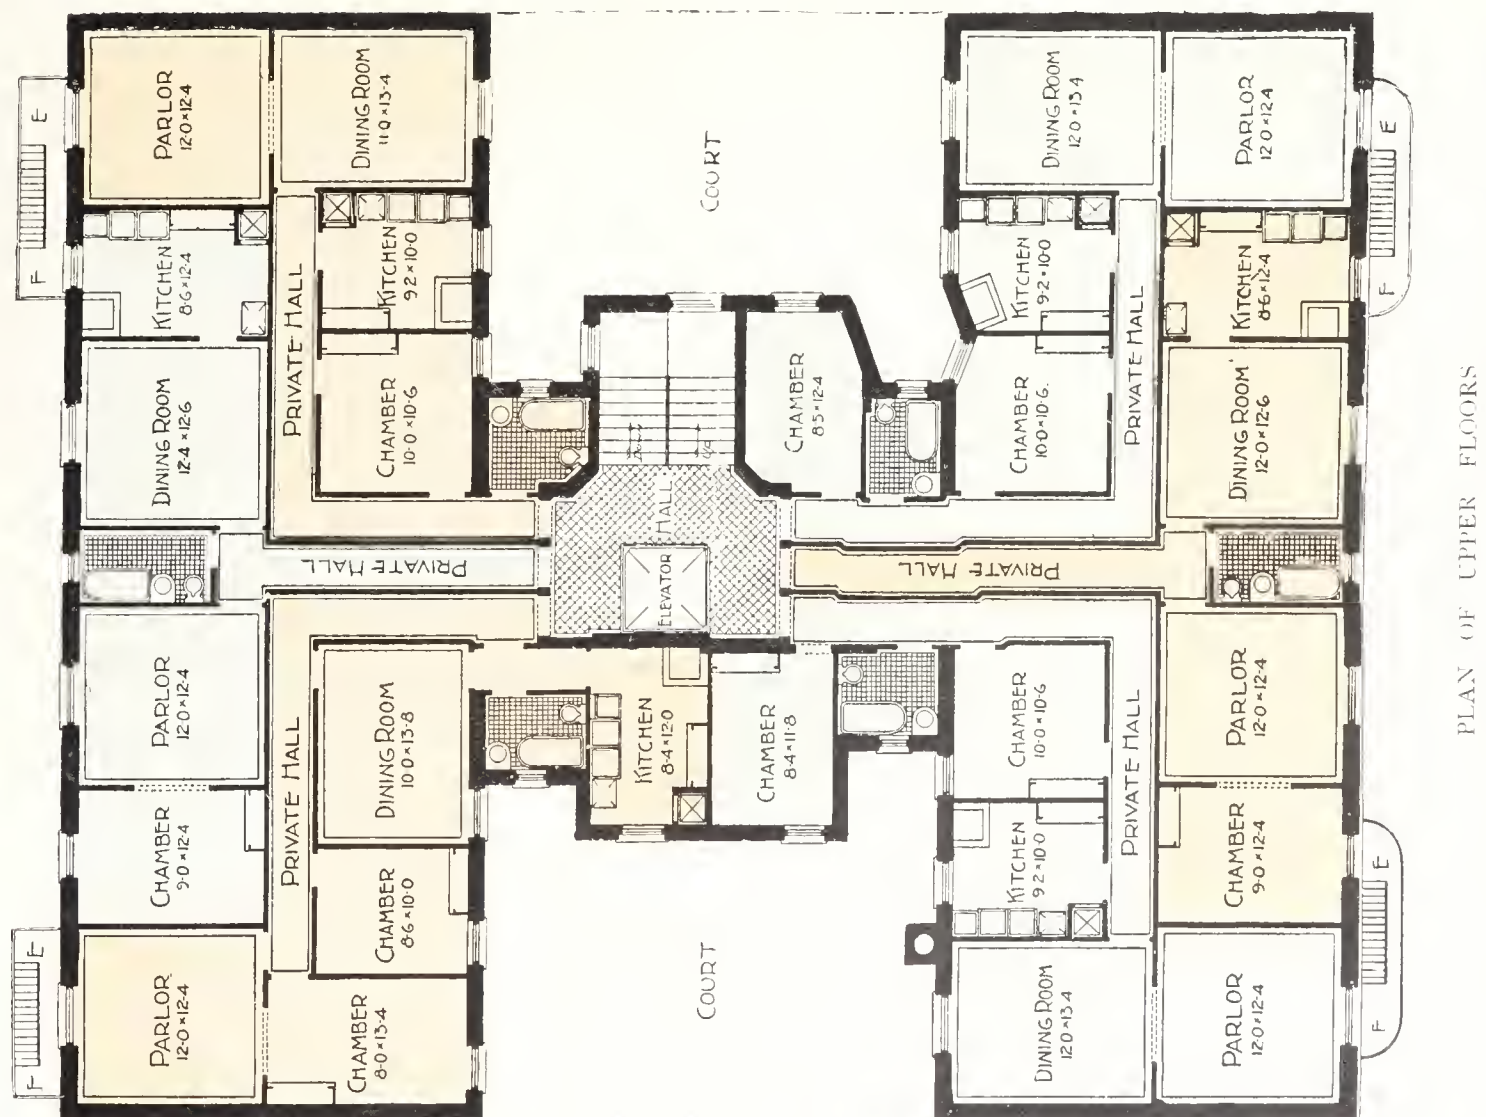 COURT
PARLOR
12·0×12·4
DINING ROOM
11·0×13·4
DINING ROOM
12·0×13·4
PARLOR
12·0×12·4
E
F
KITCHEN
8·6×12·4
KITCHEN
9·2×10·0
KITCHEN
9·2×10·0
KITCHEN
8·6×12·4
E
F
PRIVATE HALL
PRIVATE HALL
DINING ROOM
12·4×12·6
CHAMBER
10·0×10·6
CHAMBER
8·5×12·4
CHAMBER
10·0×10·6.
DINING ROOM
12·0×12·6
Down
Up
HALL
ELEVATOR
PRIVATE HALL
PRIVATE HALL
PARLOR
12·0×12·4
DINING ROOM
10·0×13·8
KITCHEN
8·4×12·0
CHAMBER
8·4×11·8
CHAMBER
10·0×10·6
PARLOR
12·0×12·4
PRIVATE HALL
PRIVATE HALL
CHAMBER
9·0×12·4
CHAMBER
8·6×10·0
KITCHEN
9·2×10·0
CHAMBER
9·0×12·4
E
F
PARLOR
12·0×12·4
CHAMBER
8·0×13·4
COURT
DINING ROOM
12·0×13·4
PARLOR
12·0×12·4
E
F
PLAN OF UPPER FLOORS